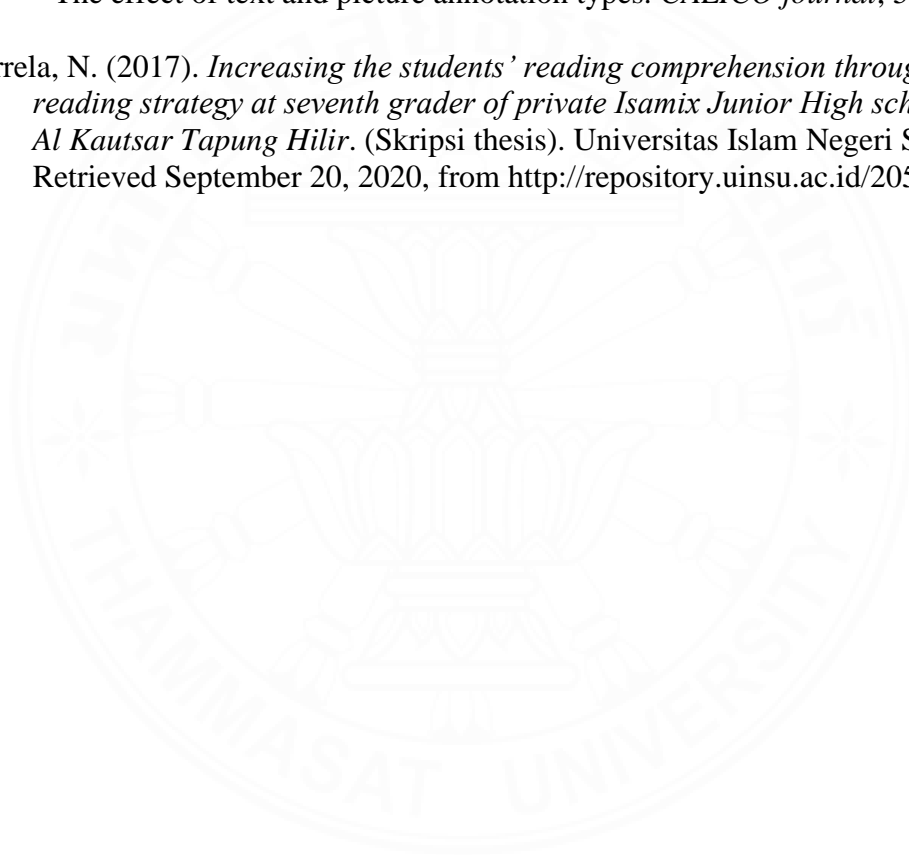 The effect of text and picture annotation types. CALICO journal, 3
rela, N. (2017). Increasing the students' reading comprehension throug
reading strategy at seventh grader of private Isamix Junior High sch
Al Kautsar Tapung Hilir. (Skripsi thesis). Universitas Islam Negeri S
Retrieved September 20, 2020, from http://repository.uinsu.ac.id/205
THAMMASAT UNIVERSITY